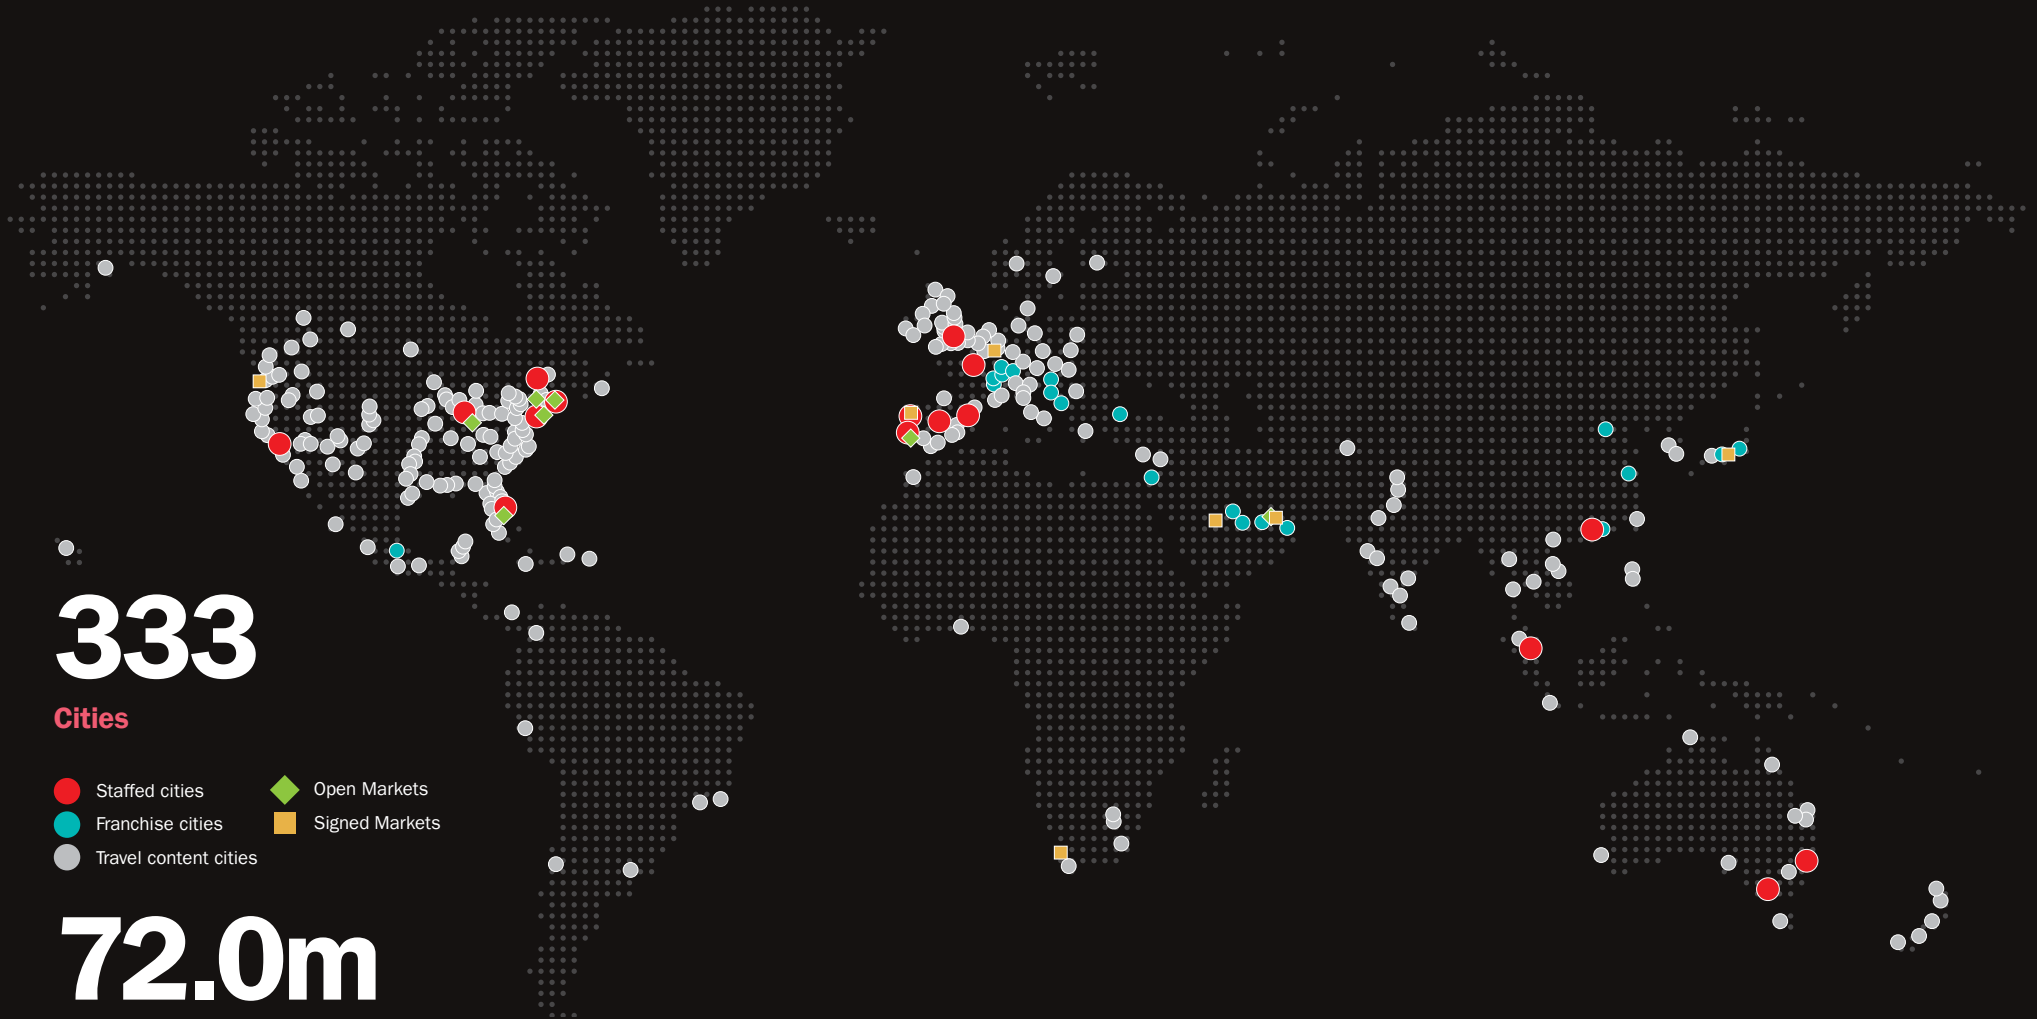 333
Cities
Staffed cities
Open Markets
Franchise cities
Signed Markets
Travel content cities
72.0m